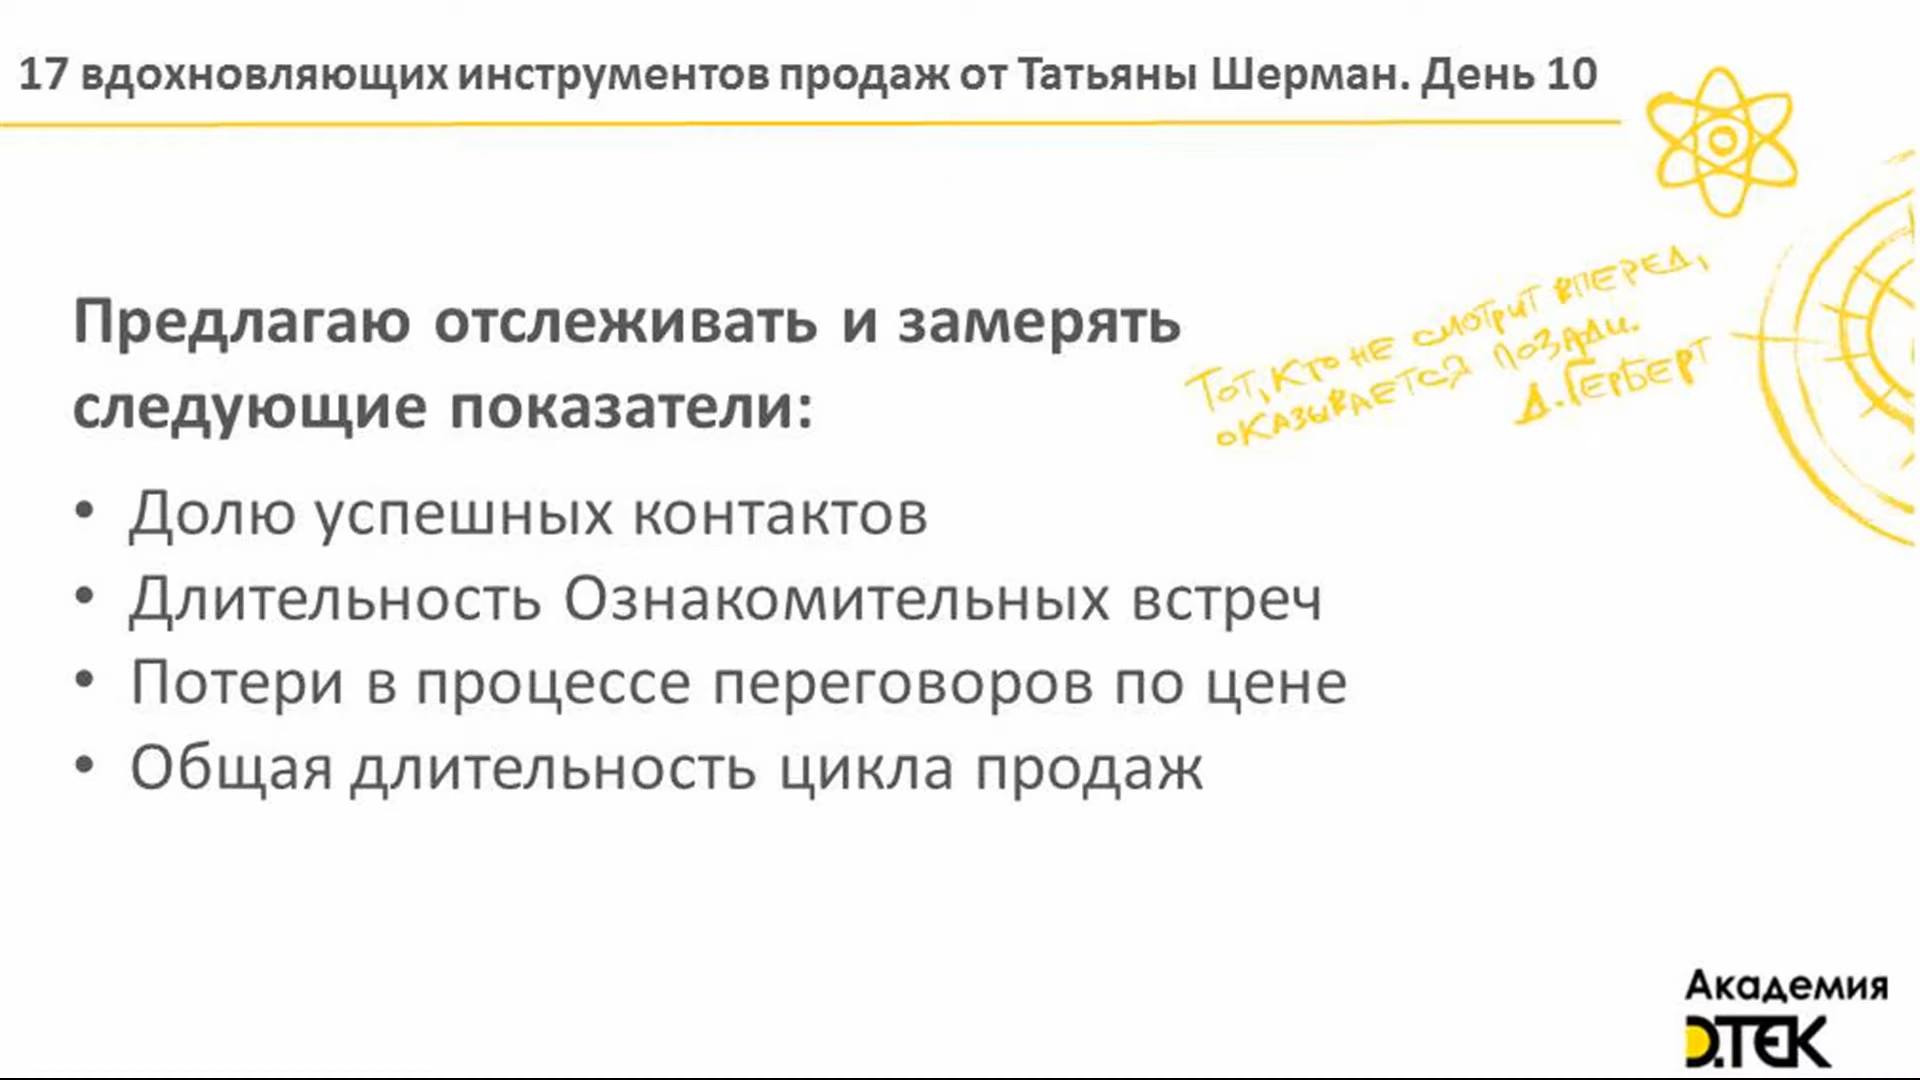 17 вдохновляющих инструментов продаж от Татьяны Шерман. День 10
Тот, кто не смотрит вперед,
оказывается позади.
Д. Герберт
Предлагаю отслеживать и замерять
следующие показатели:
• Долю успешных контактов
• Длительность Ознакомительных встреч
• Потери в процессе переговоров по цене
• Общая длительность цикла продаж
Академия
ДТЕК